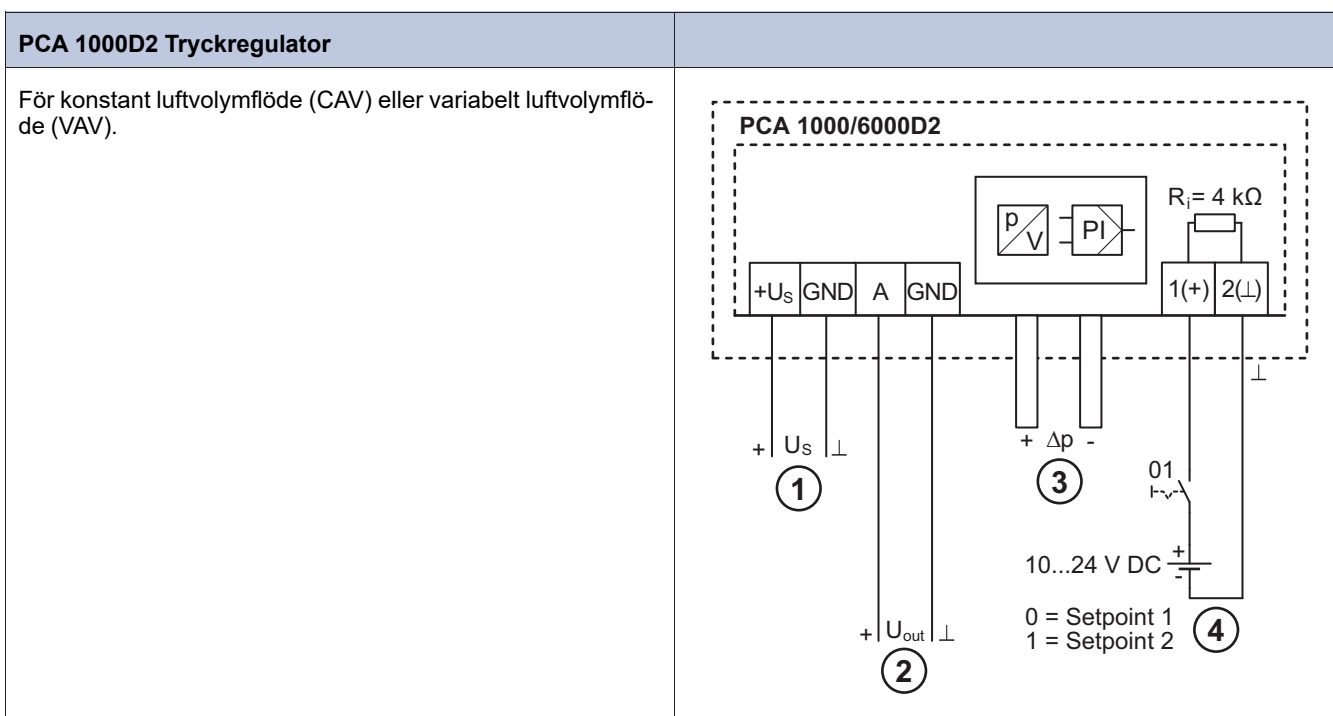 PCA 1000D2 Tryckregulator
För konstant luftvolymflöde (CAV) eller variabelt luftvolymflö-
de (VAV).
PCA 1000/6000D2
Ri= 4 kΩ
p
V
PI
+US GND A GND
1(+) 2(⊥)
⊥
+ US ⊥
1
+ Δp -
3
01
10...24 V DC
+
-
0 = Setpoint 1
1 = Setpoint 2
4
+ Uout ⊥
2